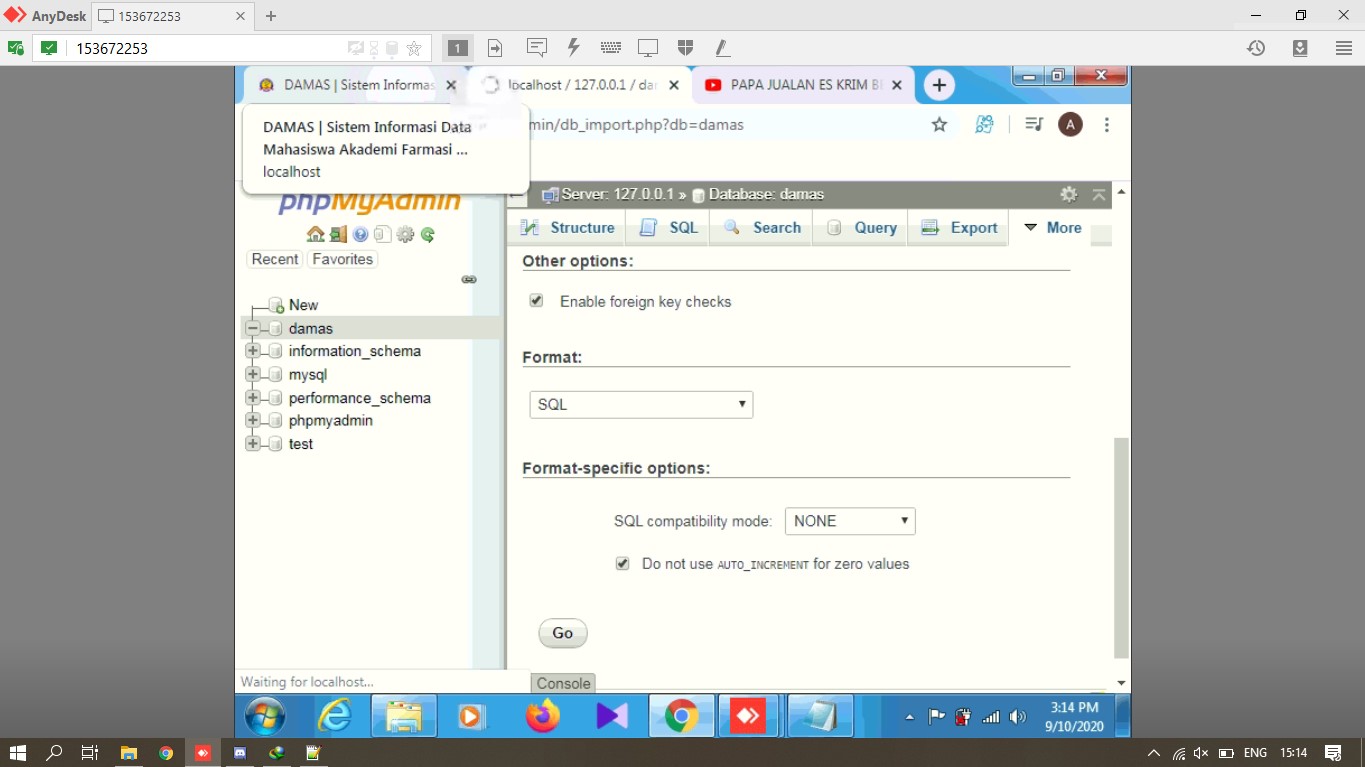 AnyDesk
153672253
153672253
1
DAMAS | Sistem Informas
localhost / 127.0.0.1 / da
PAPA JUALAN ES KRIM B
DAMAS | Sistem Informasi Data
Mahasiswa Akademi Farmasi ...
localhost
min/db_import.php?db=damas
A
phpMyAdmin
Server: 127.0.0.1 » Database: damas
Structure
SQL
Search
Query
Export
More
Recent
Favorites
New
damas
information_schema
mysql
performance_schema
phpmyadmin
test
Other options:
Enable foreign key checks
Format:
SQL
Format-specific options:
SQL compatibility mode:
NONE
Do not use AUTO_INCREMENT for zero values
Go
Waiting for localhost...
Console
3:14 PM
9/10/2020
ENG
15:14